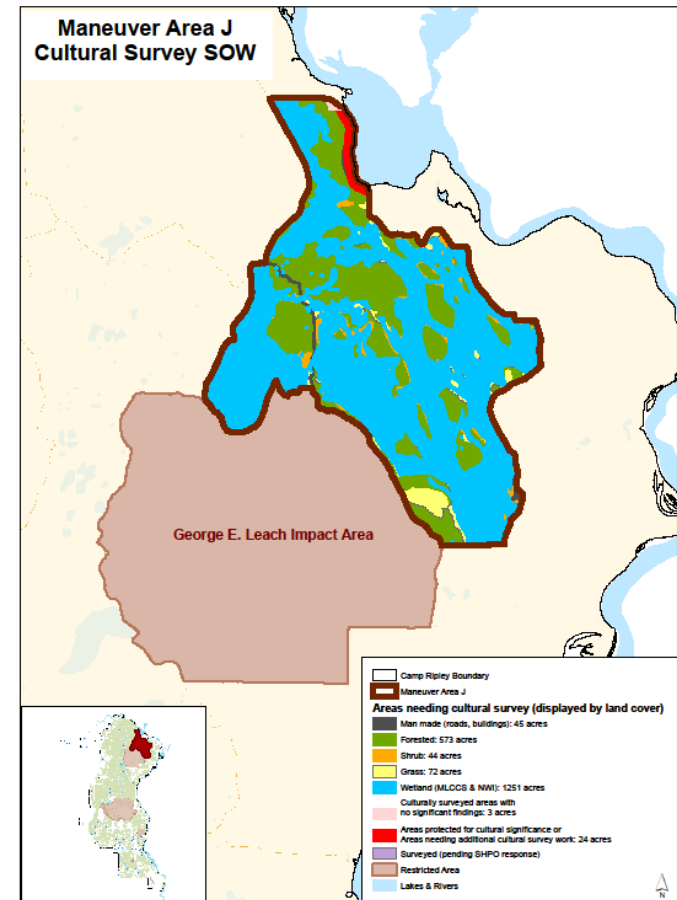 Maneuver Area J
Cultural Survey SOW
George E. Leach Impact Area
Camp Ripley Boundary
Maneuver Area J
Areas needing cultural survey (displayed by land cover)
Man made (roads, buildings): 45 acres
Forested: 573 acres
Shrub: 44 acres
Grass: 72 acres
Wetland (MLCCS & NWI): 1251 acres
Culturally surveyed areas with
no significant findings: 3 acres
Areas protected for cultural significance or
Areas needing additional cultural survey work: 24 acres
Surveyed (pending SHPO response)
Restricted Area
Lakes & Rivers
N